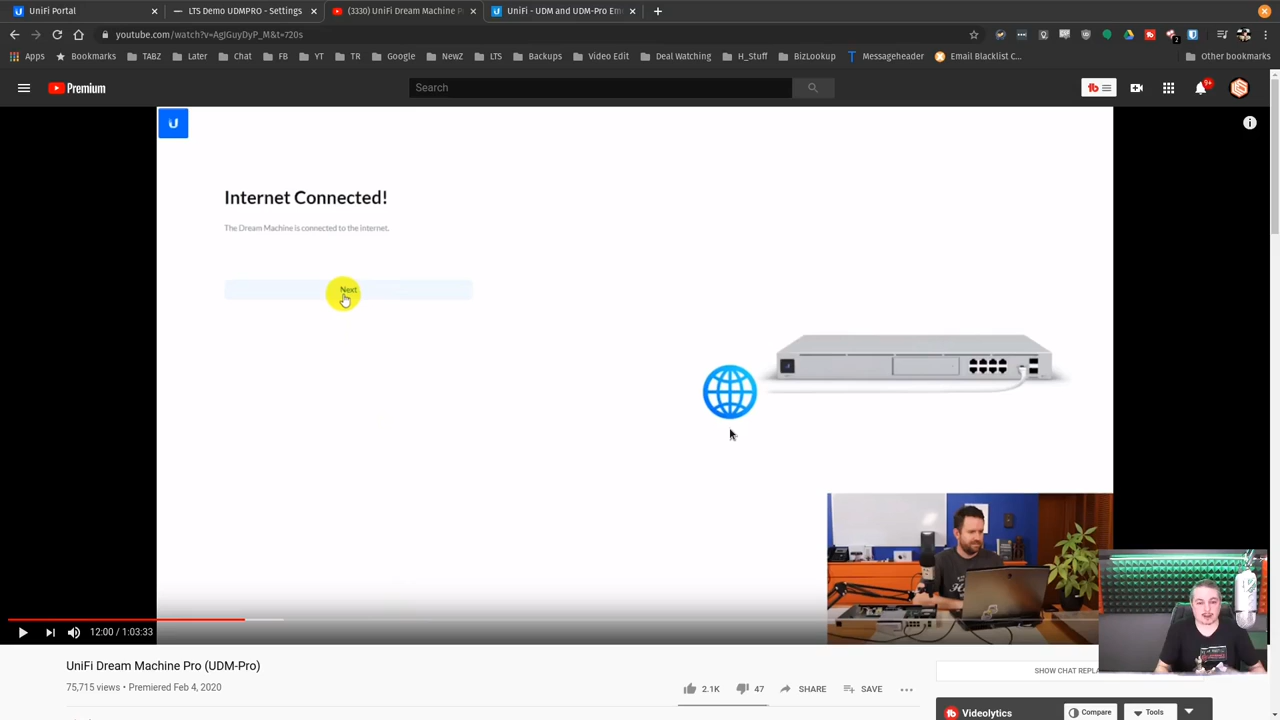 UniFi Portal
LTS Demo UDMPRO - Settings
(3330) UniFi Dream Machine P
UniFi - UDM and UDM-Pro Em
youtube.com/watch?v=AgJGuyDyP_M&t=720s
Apps
Bookmarks
TABZ
Later
Chat
FB
YT
TR
Google
NewZ
LTS
Backups
Video Edit
Deal Watching
H_Stuff
BizLookup
Messageheader
Email Blacklist C...
Other bookmarks
Premium
Search
9+
Internet Connected!
The Dream Machine is connected to the internet.
Next
12:00 / 1:03:33
UniFi Dream Machine Pro (UDM-Pro)
75,715 views • Premiered Feb 4, 2020
2.1K
47
SHARE
SAVE
SHOW CHAT REPLA
Videolytics
Compare
Tools